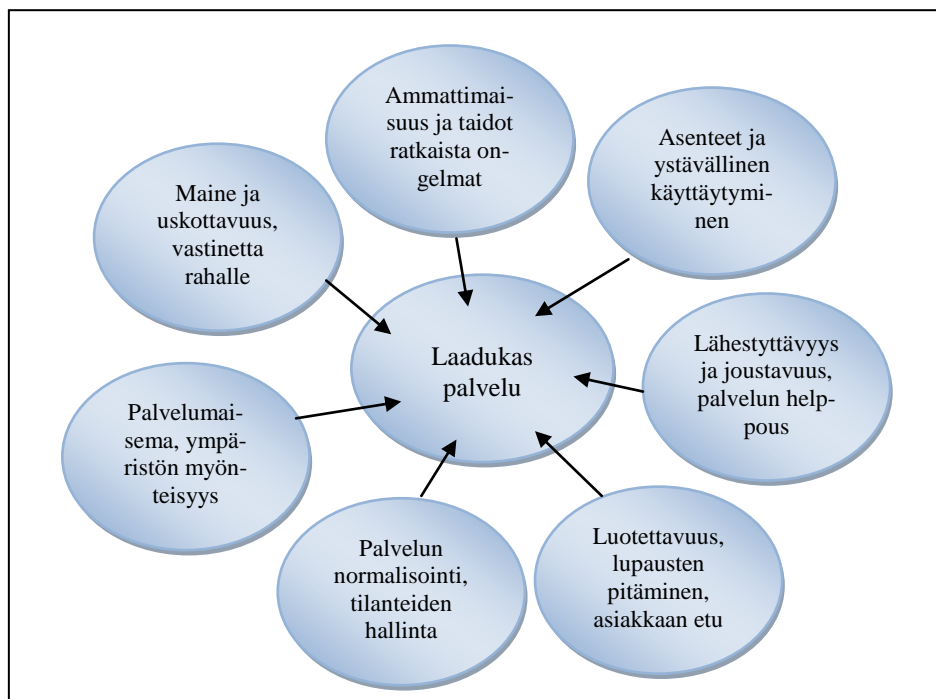 Ammattimai-
suus ja taidot
ratkaista on-
gelmat
Asenteet ja
ystävällinen
käyttäytymi-
nen
Maine ja
uskottavuus,
vastinetta
rahalle
Laadukas
palvelu
Lähestyttävyys
ja joustavuus,
palvelun help-
pous
Palvelumai-
sema, ympä-
ristön myön-
teisyys
Palvelun
normalisointi,
tilanteiden
hallinta
Luotettavuus,
lupausten
pitäminen,
asiakkaan etu